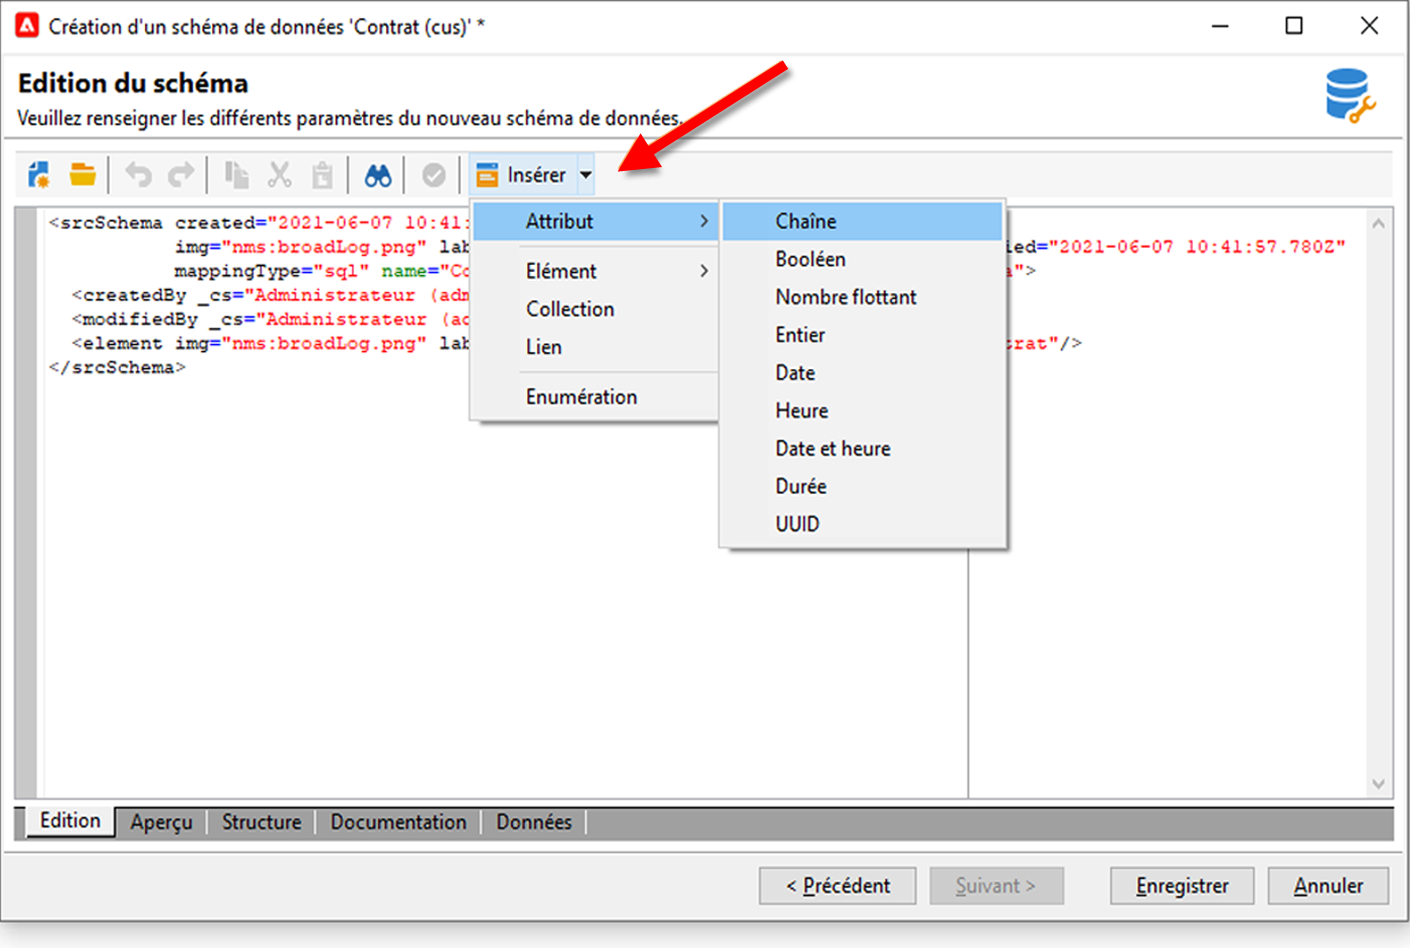 Création d'un schéma de données 'Contrat (cus)' *
Edition du schéma
Veuillez renseigner les différents paramètres du nouveau schéma de données.
Insérer
<srcSchema created="2021-06-07 10:41:
img="nms:broadLog.png" lab ied="2021-06-07 10:41:57.780Z"
mappingType="sql" name="Co a">
<createdBy _cs="Administrateur (adm
<modifiedBy _cs="Administrateur (ad
<element img="nms:broadLog.png" lab trat"/>
</srcSchema>
Attribut
Elément
Collection
Lien
Enumération
Chaîne
Booléen
Nombre flottant
Entier
Date
Heure
Date et heure
Durée
UUID
Edition Aperçu Structure Documentation Données
< Précédent Suivant > Enregistrer Annuler